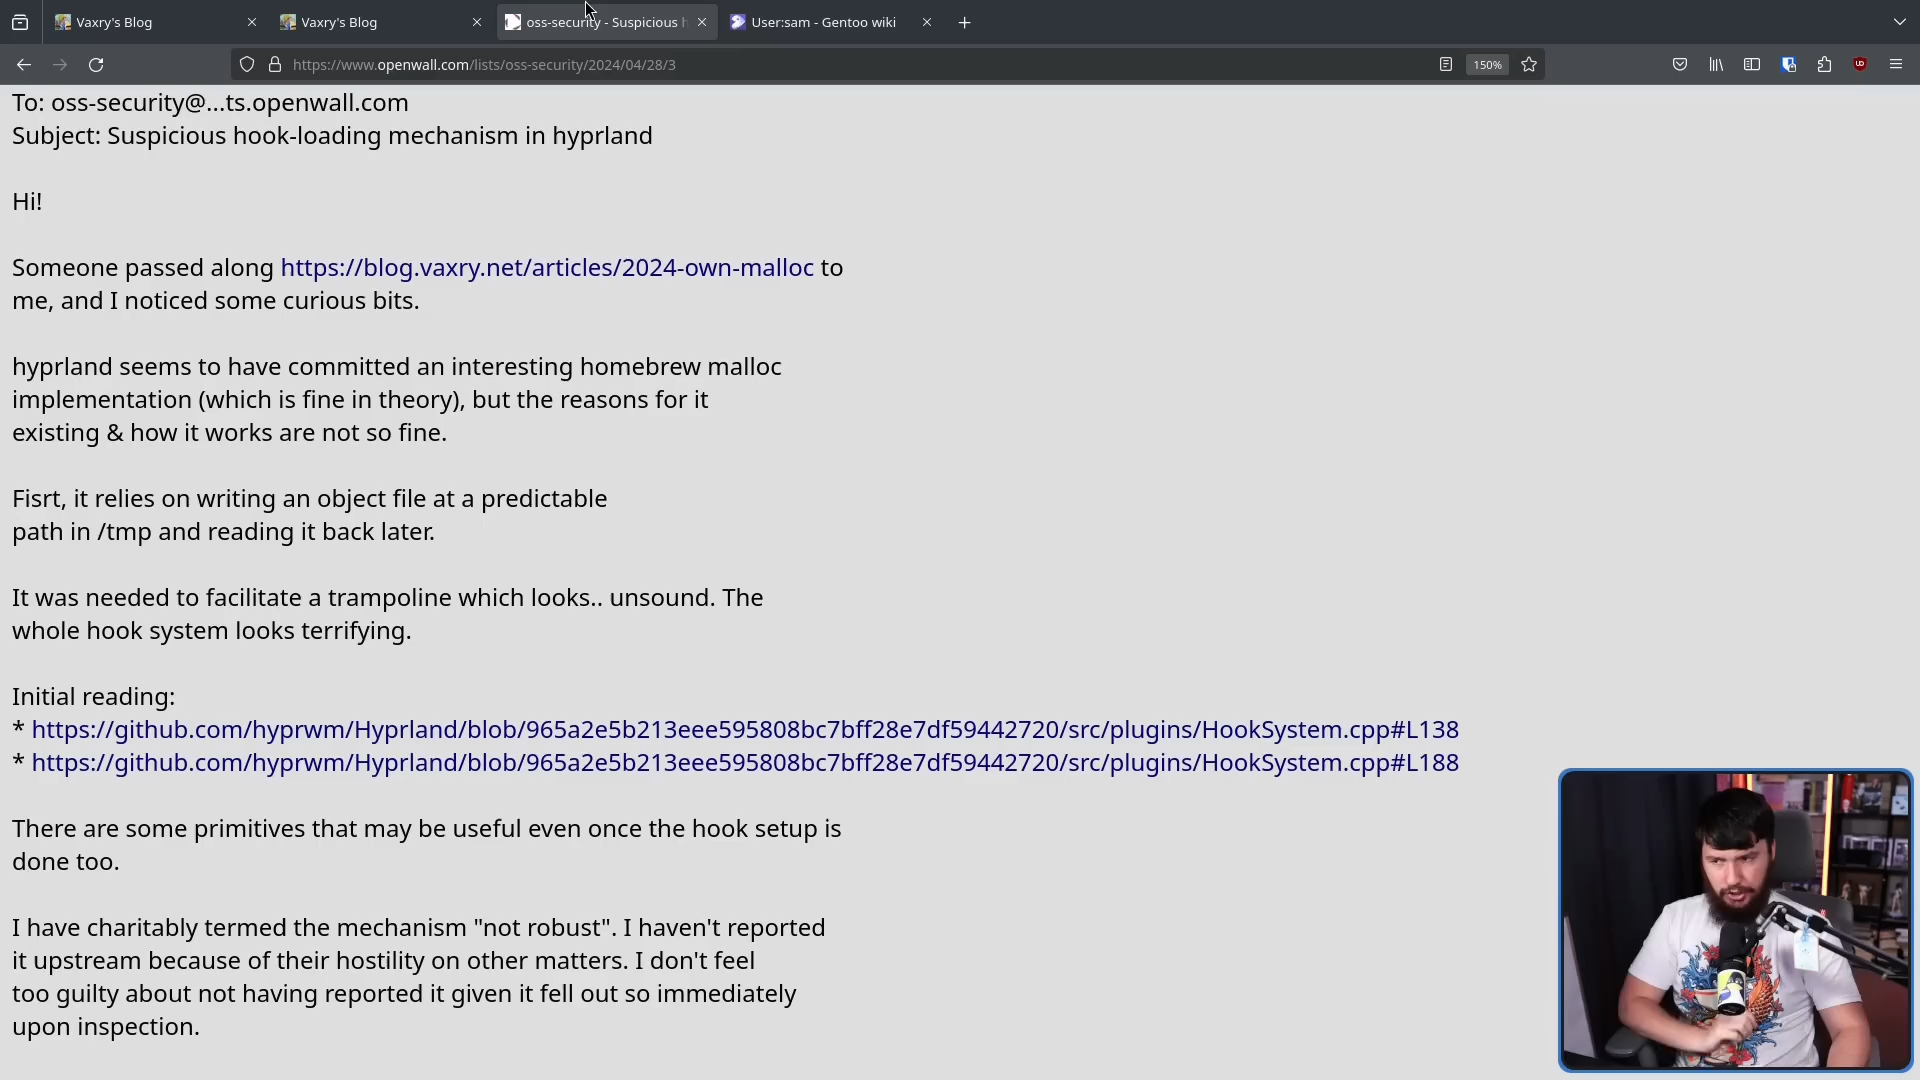 Vaxry's Blog
Vaxry's Blog
oss-security - Suspicious h
User:sam - Gentoo wiki
https://www.openwall.com/lists/oss-security/2024/04/28/3
150%
To: oss-security@...ts.openwall.com
Subject: Suspicious hook-loading mechanism in hyprland
Hi!
Someone passed along https://blog.vaxry.net/articles/2024-own-malloc to
me, and I noticed some curious bits.
hyprland seems to have committed an interesting homebrew malloc
implementation (which is fine in theory), but the reasons for it
existing & how it works are not so fine.
Fisrt, it relies on writing an object file at a predictable
path in /tmp and reading it back later.
It was needed to facilitate a trampoline which looks.. unsound. The
whole hook system looks terrifying.
Initial reading:
* https://github.com/hyprwm/Hyprland/blob/965a2e5b213eee595808bc7bff28e7df59442720/src/plugins/HookSystem.cpp#L138
* https://github.com/hyprwm/Hyprland/blob/965a2e5b213eee595808bc7bff28e7df59442720/src/plugins/HookSystem.cpp#L188
There are some primitives that may be useful even once the hook setup is
done too.
I have charitably termed the mechanism "not robust". I haven't reported
it upstream because of their hostility on other matters. I don't feel
too guilty about not having reported it given it fell out so immediately
upon inspection.